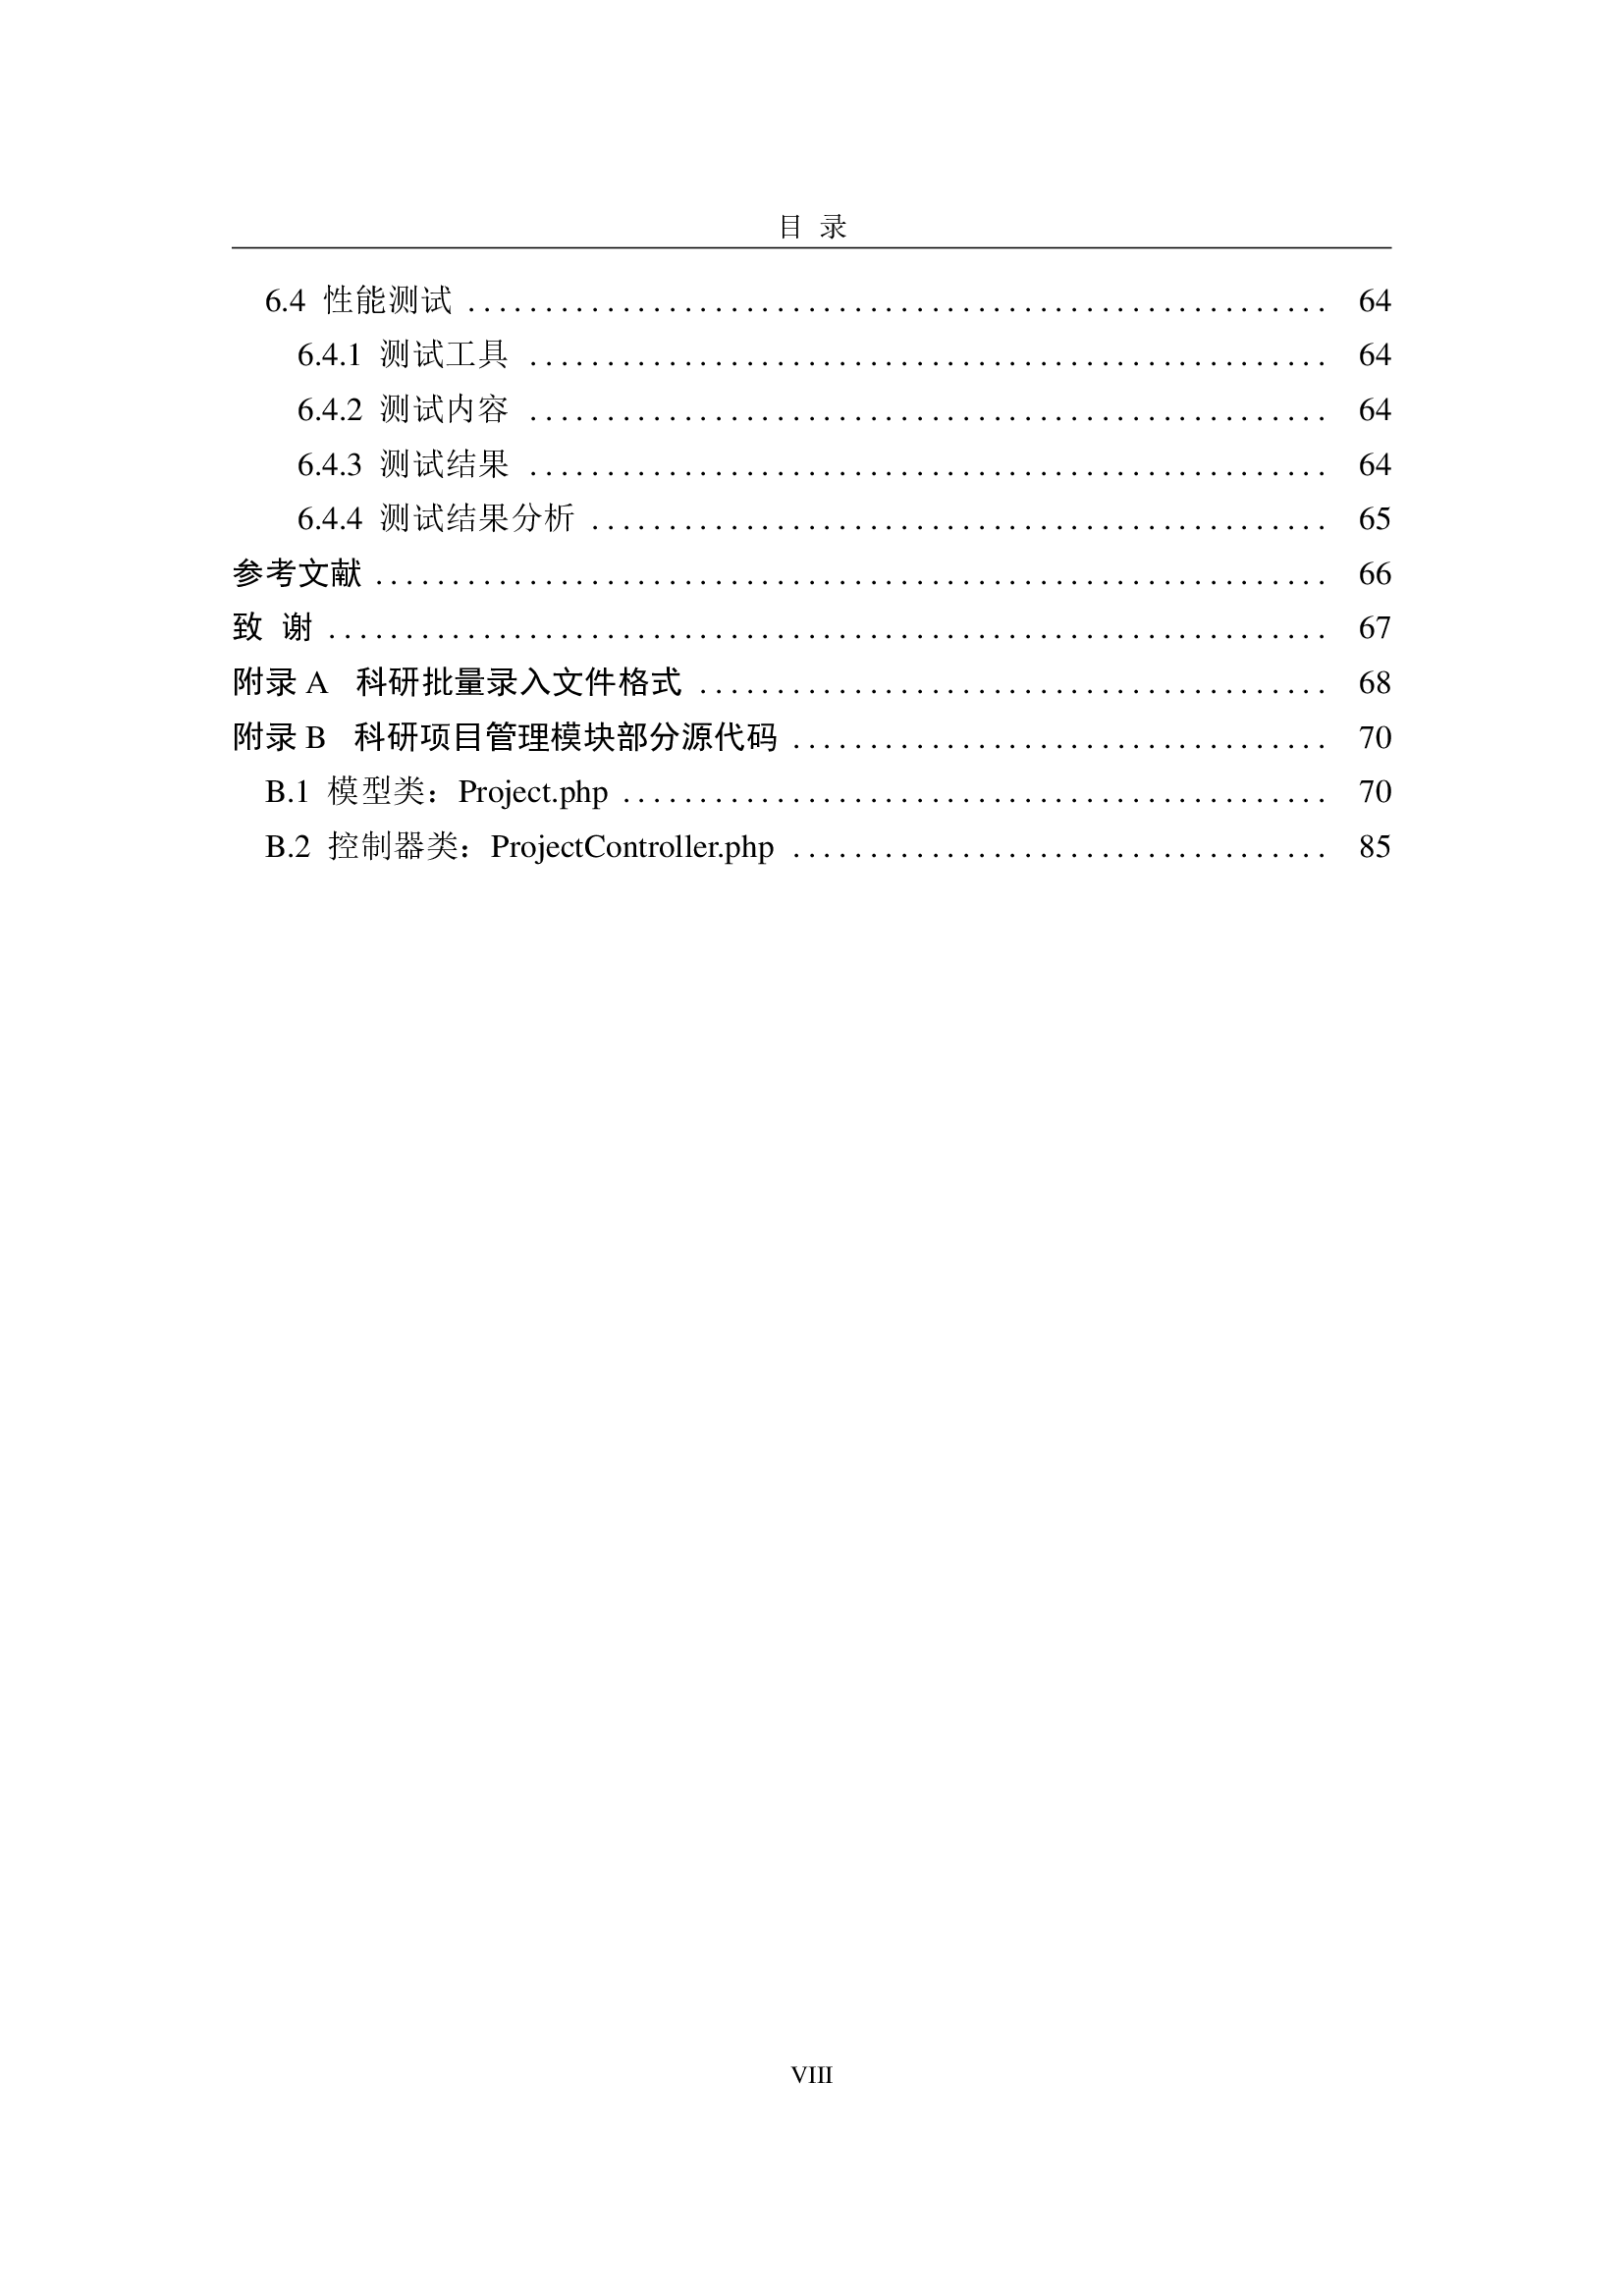 目 录
6.4 性能测试 ........................................................ 64
6.4.1 测试工具 .................................................... 64
6.4.2 测试内容 .................................................... 64
6.4.3 测试结果 .................................................... 64
6.4.4 测试结果分析 ................................................ 65
参考文献 .............................................................. 66
致 谢 ................................................................. 67
附录 A 科研批量录入文件格式 ......................................... 68
附录 B 科研项目管理模块部分源代码 ................................... 70
B.1 模型类：Project.php .............................................. 70
B.2 控制器类：ProjectController.php ................................... 85
VIII